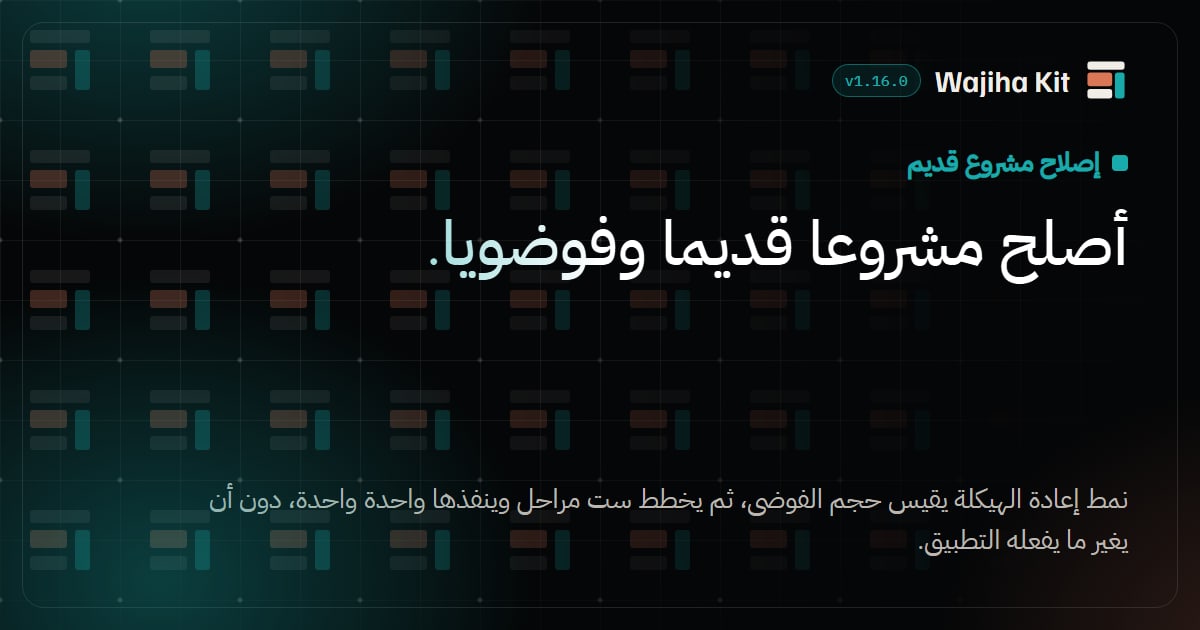 Wajiha Kit
v1.16.0
إصلاح مشروع قديم
أصلح مشروعا قديما وفوضويا.
نمط إعادة الهيكلة يقيس حجم الفوضى، ثم يخطط ست مراحل وينفذها واحدة واحدة، دون أن
يغير ما يفعله التطبيق.